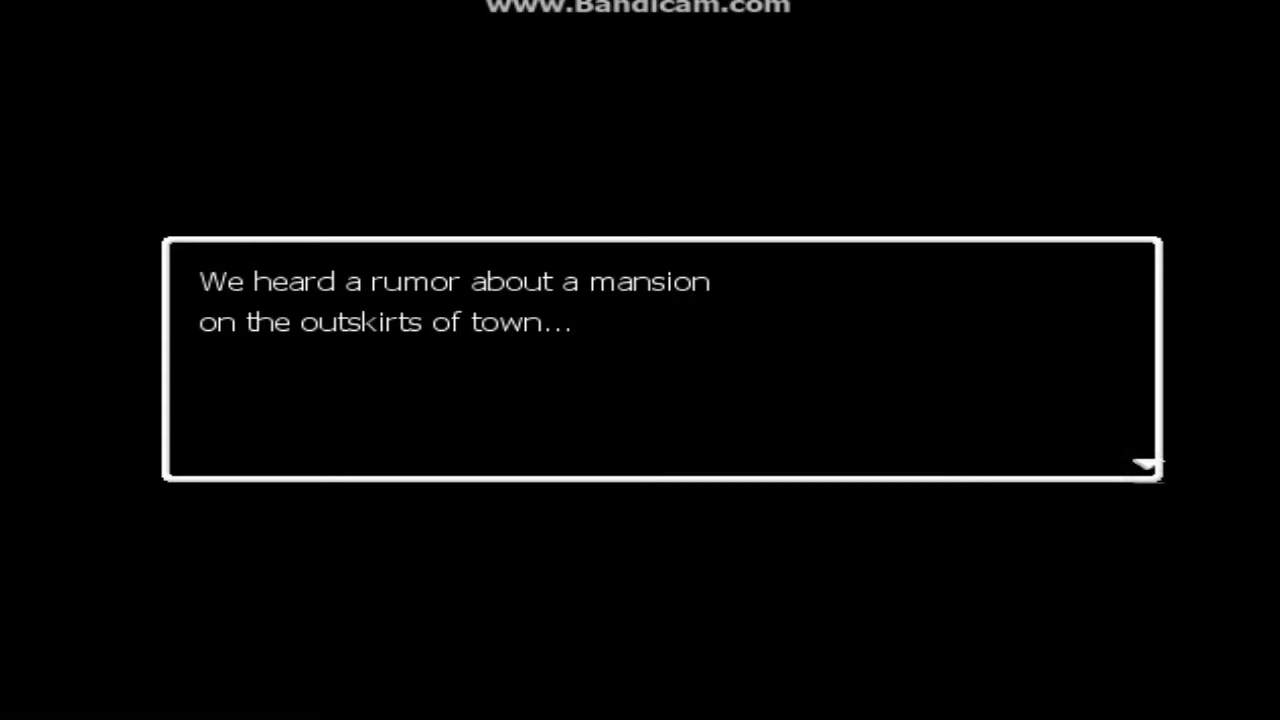 www.Bandicam.com
We heard a rumor about a mansion
on the outskirts of town...